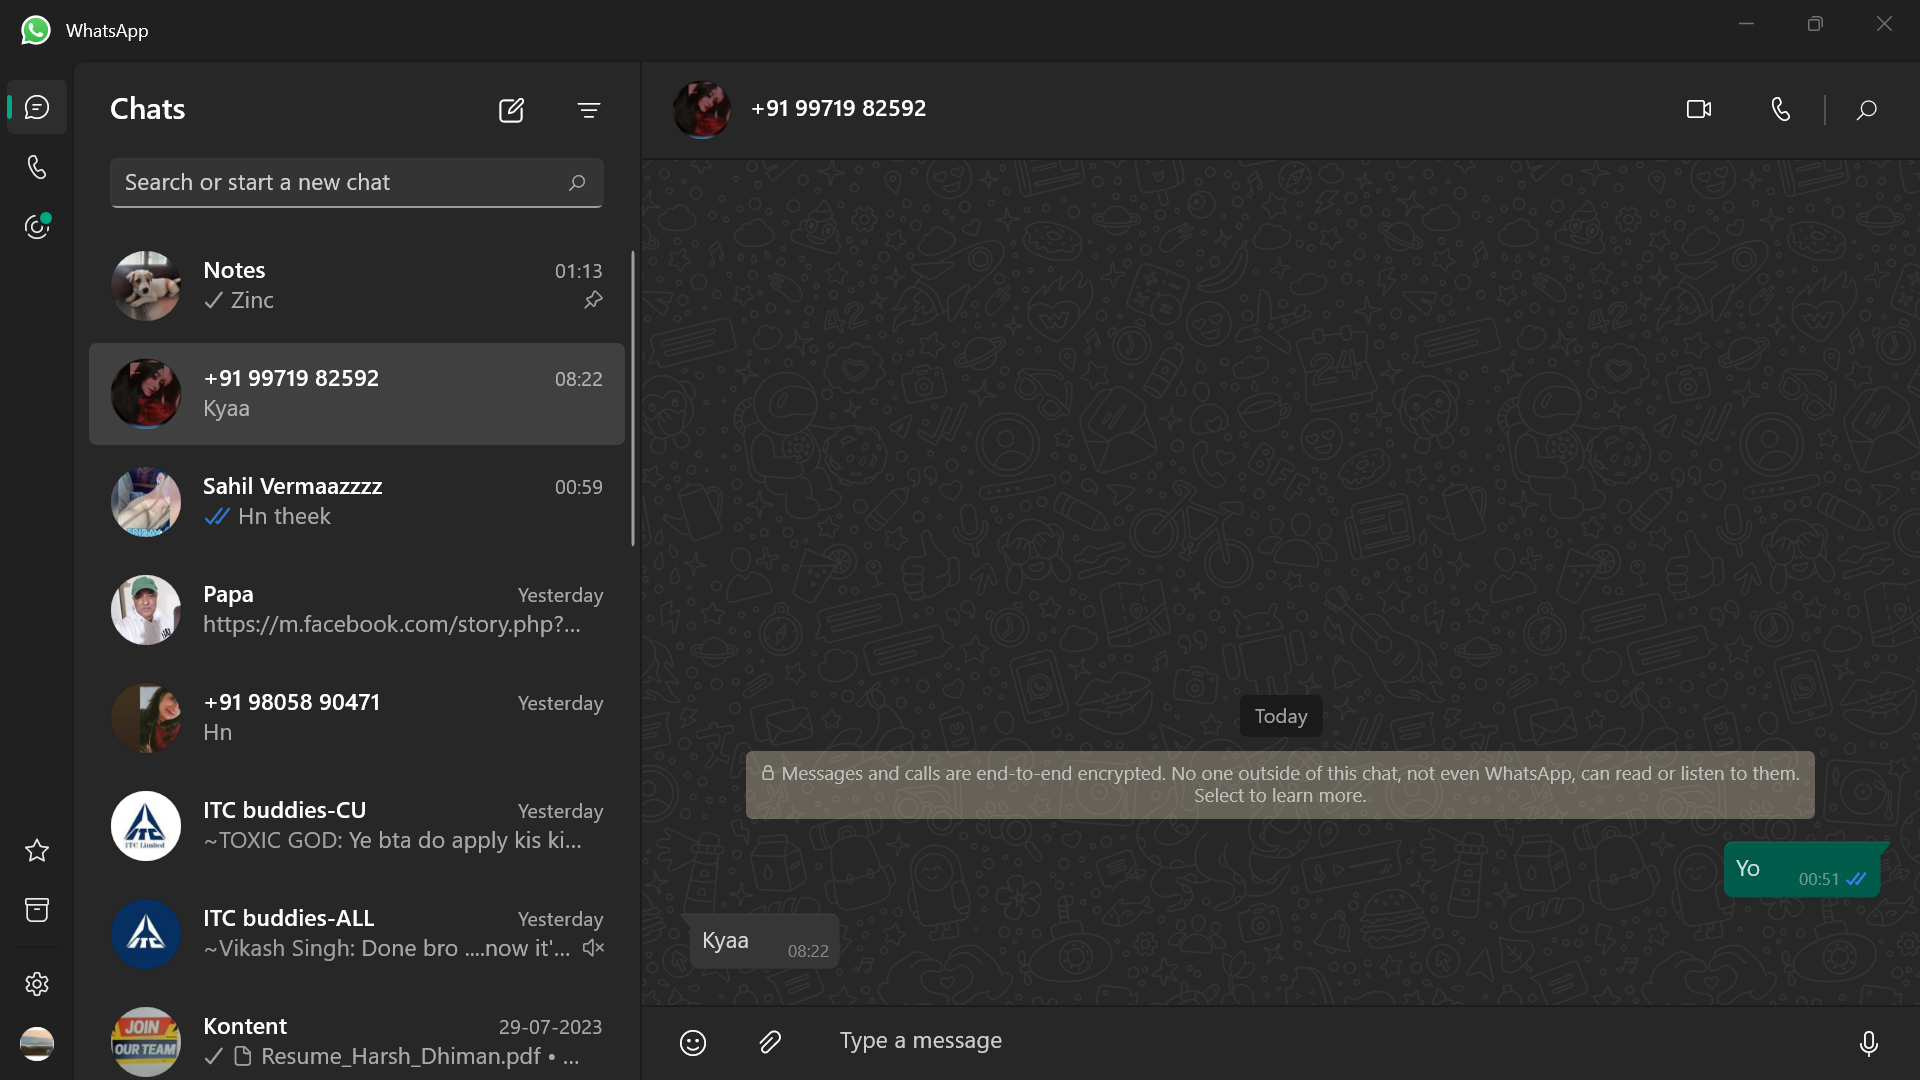 WhatsApp
Chats
Search or start a new chat
Notes 01:13
Zinc
+91 99719 82592 08:22
Kyaa
Sahil Vermaazzzz 00:59
Hn theek
Papa Yesterday
https://m.facebook.com/story.php?...
+91 98058 90471 Yesterday
Hn
ITC Limited
ITC buddies-CU Yesterday
~TOXIC GOD: Ye bta do apply kis ki...
ITC buddies-ALL Yesterday
~Vikash Singh: Done bro ....now it'...
JOIN
OUR TEAM
Kontent 29-07-2023
Resume_Harsh_Dhiman.pdf • ...
+91 99719 82592
Today
Messages and calls are end-to-end encrypted. No one outside of this chat, not even WhatsApp, can read or listen to them.
Select to learn more.
Yo 00:51
Kyaa 08:22
Type a message